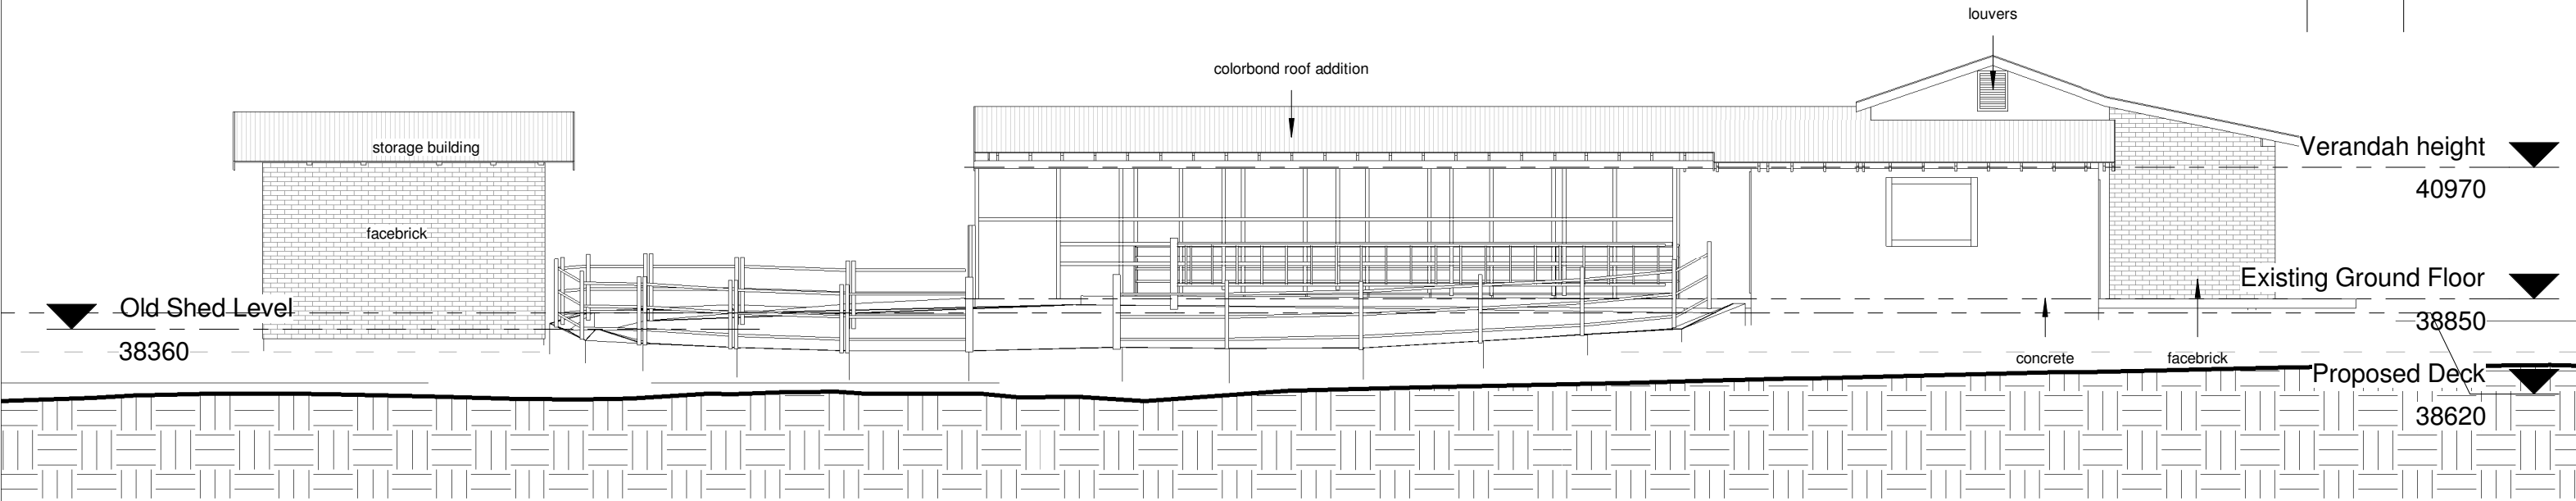 louvers
colorbond roof addition
storage building
Verandah height
40970
facebrick
Existing Ground Floor
38850
Old Shed Level
38360
concrete
facebrick
Proposed Deck
38620